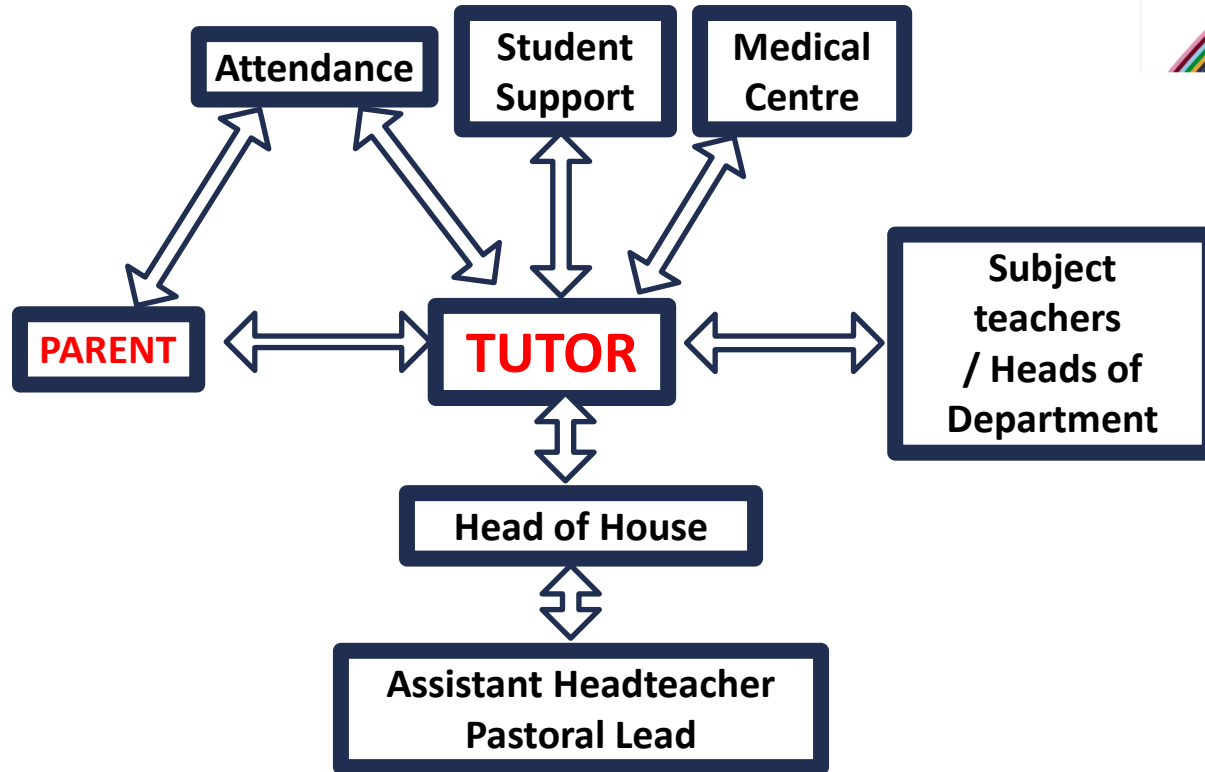 Attendance
Student
Support
Medical
Centre
PARENT
TUTOR
Subject
teachers
/ Heads of
Department
Head of House
Assistant Headteacher
Pastoral Lead